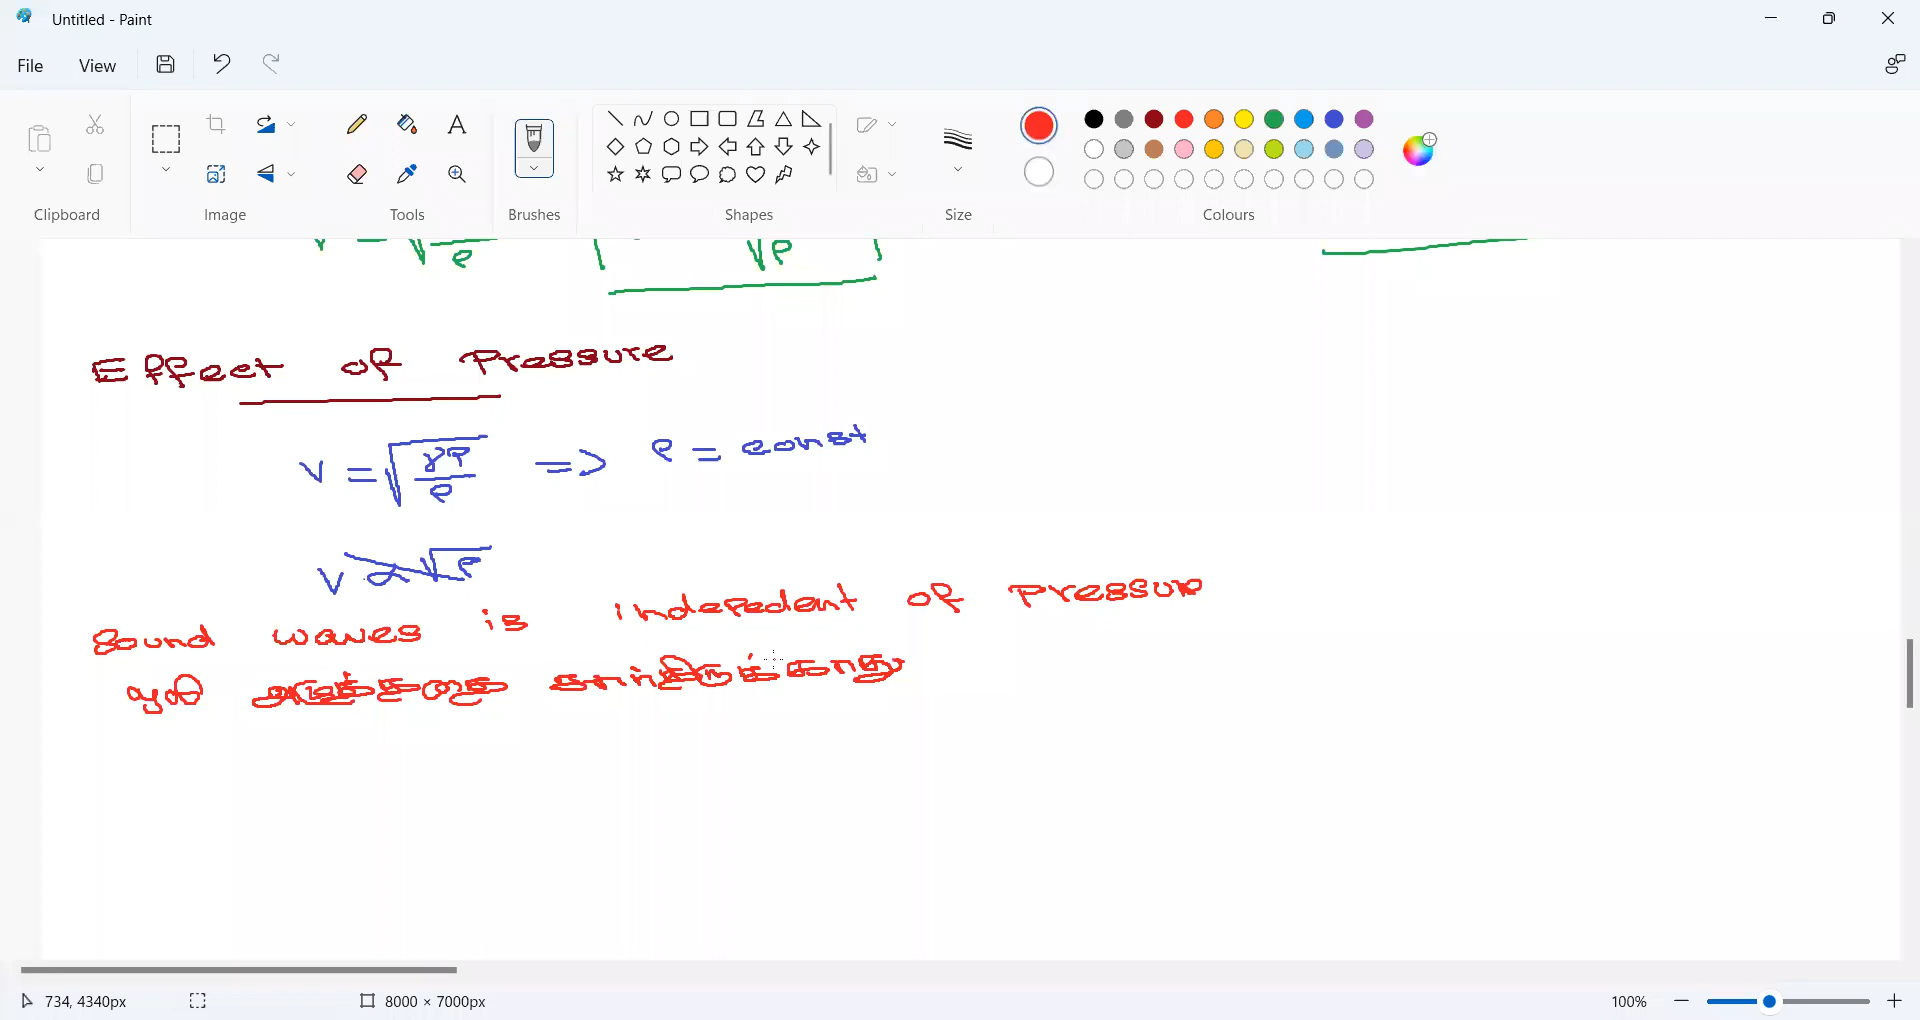 Untitled - Paint
File View
Clipboard Image Tools Brushes Shapes Size Colours
v = √ ρ √ρ
Effect of Pressure
v = √γP/ρ => ρ = const
v α √P
Sound waves is indepedent of Pressure
734, 4340px 8000 × 7000px 100%